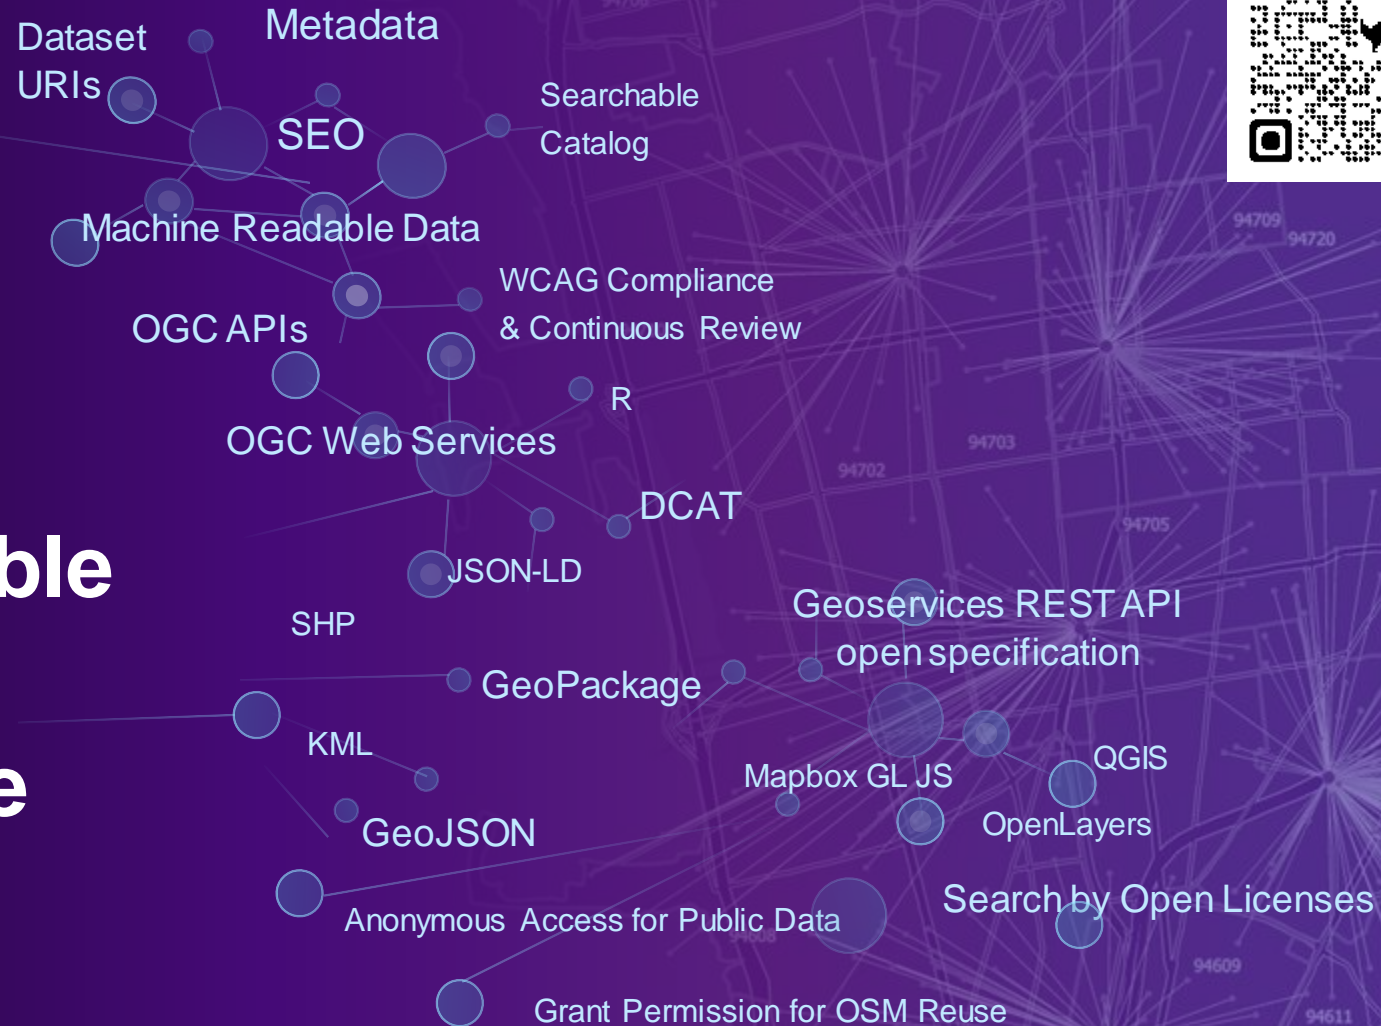 Metadata
Dataset
URIs
Searchable
Catalog
SEO
Machine Readable Data
94709
94720
WCAG Compliance
& Continuous Review
OGC APIs
R
OGC Web Services
94703
94702
DCAT
94705
ble
JSON-LD
Geoservices REST API
open specification
SHP
GeoPackage
KML
QGIS
Mapbox GL JS
e
OpenLayers
GeoJSON
Search by Open Licenses
Anonymous Access for Public Data
94608
94609
Grant Permission for OSM Reuse
94611